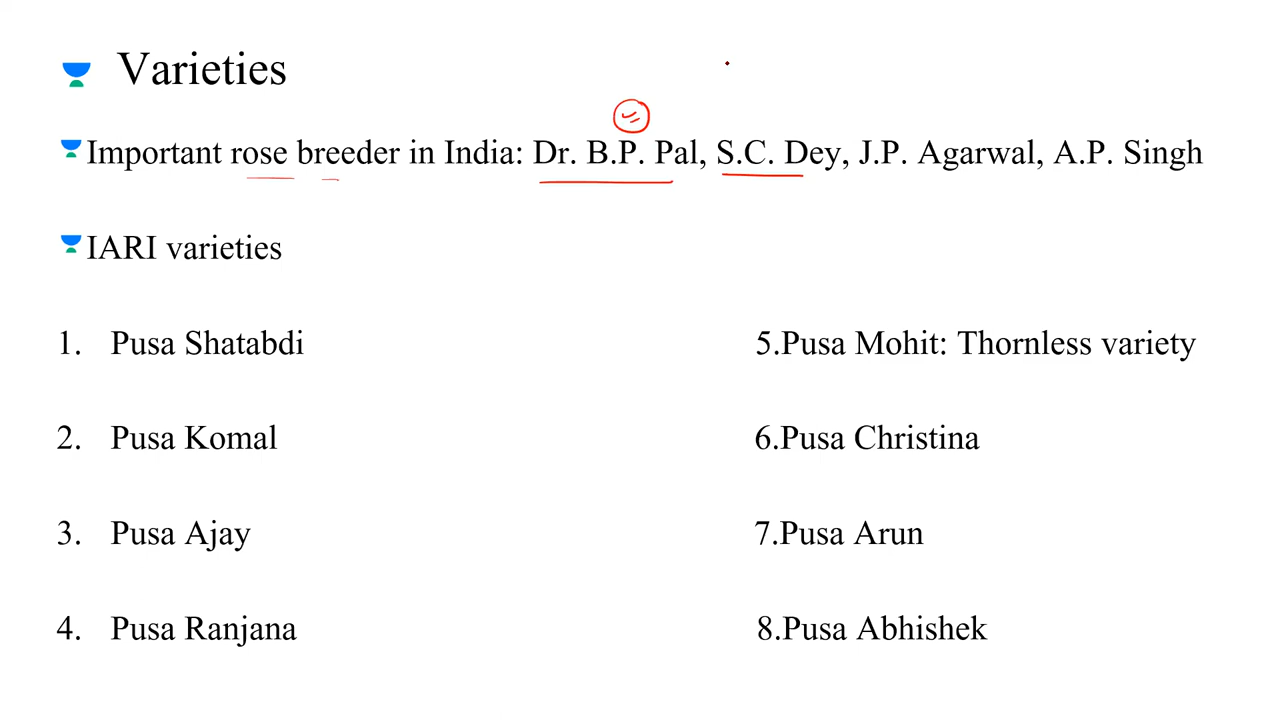 Varieties
Important rose breeder in India: Dr. B.P. Pal, S.C. Dey, J.P. Agarwal, A.P. Singh
IARI varieties
1. Pusa Shatabdi
2. Pusa Komal
3. Pusa Ajay
4. Pusa Ranjana
5.Pusa Mohit: Thornless variety
6.Pusa Christina
7.Pusa Arun
8.Pusa Abhishek